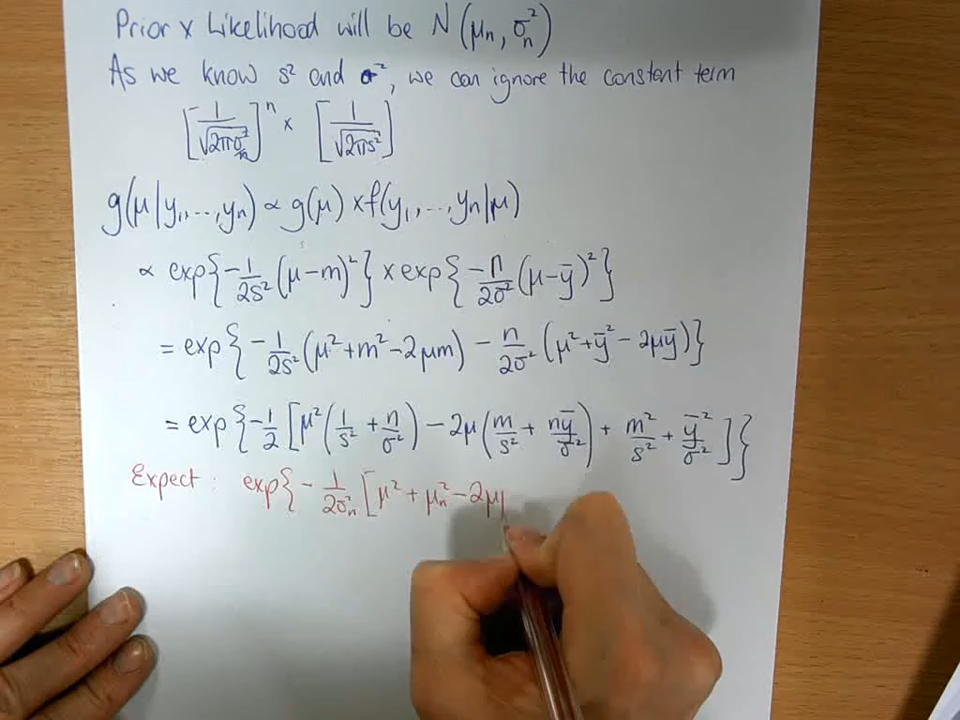 Prior x Likelihood will be N(μn, σn²)
As we know s² and σ², we can ignore the constant term
[1/√2πσ²]ⁿ × [1/√2πs²]
g(μ|y₁,...,yn) ∝ g(μ) × f(y₁,...,yn|μ)
∝ exp{-1/2s² (μ-m)²} × exp{-n/2σ² (μ-ȳ)²}
= exp{-1/2s² (μ²+m²-2μm) - n/2σ² (μ²+ȳ²-2μȳ)}
= exp{-1/2 [μ²(1/s² + n/σ²) - 2μ(m/s² + nȳ/σ²) + m²/s² + ȳ²/σ²]}
Expect: exp{-1/2σn² [μ² + μn² - 2μ